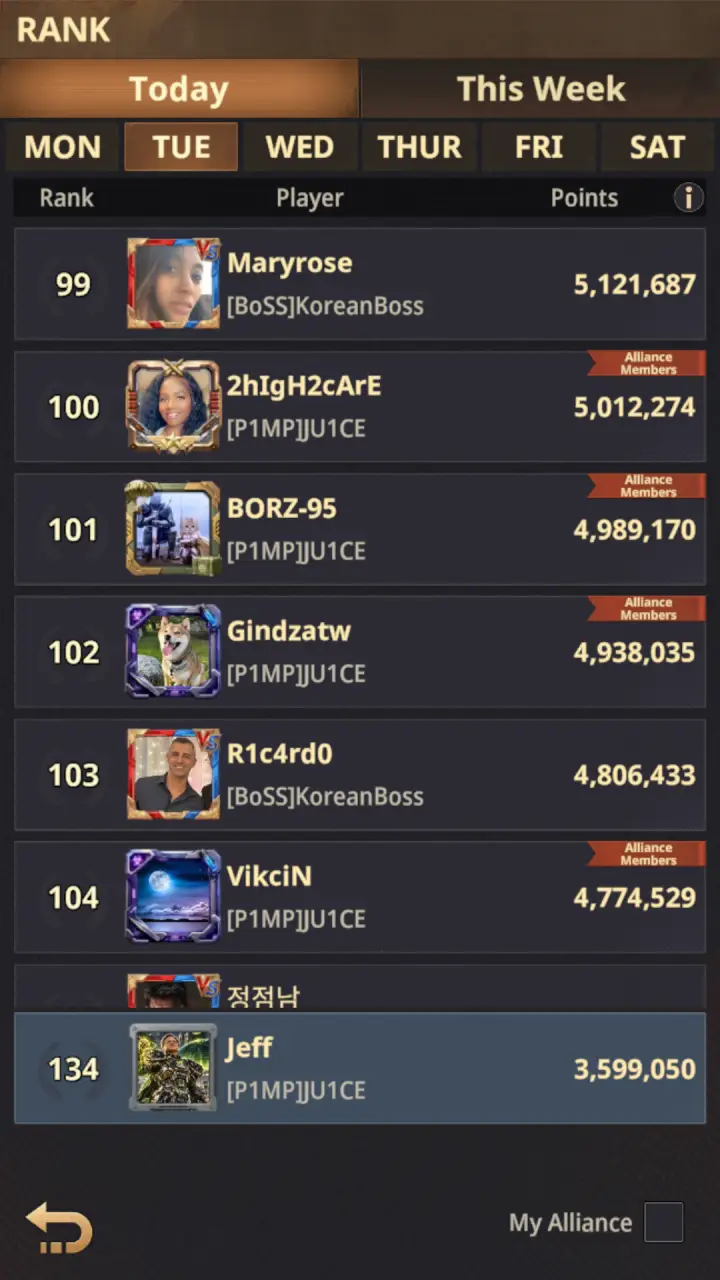 RANK
Today
This Week
MON
TUE
WED
THUR
FRI
SAT
Rank
Player
Points
99
Maryrose
[BoSS]KoreanBoss
5,121,687
Alliance
Members
100
2hIgH2cArE
[P1MP]JU1CE
5,012,274
Alliance
Members
101
BORZ-95
[P1MP]JU1CE
4,989,170
Alliance
Members
102
Gindzatw
[P1MP]JU1CE
4,938,035
103
R1c4rd0
[BoSS]KoreanBoss
4,806,433
Alliance
Members
104
VikciN
[P1MP]JU1CE
4,774,529
정점남
134
Jeff
[P1MP]JU1CE
3,599,050
My Alliance